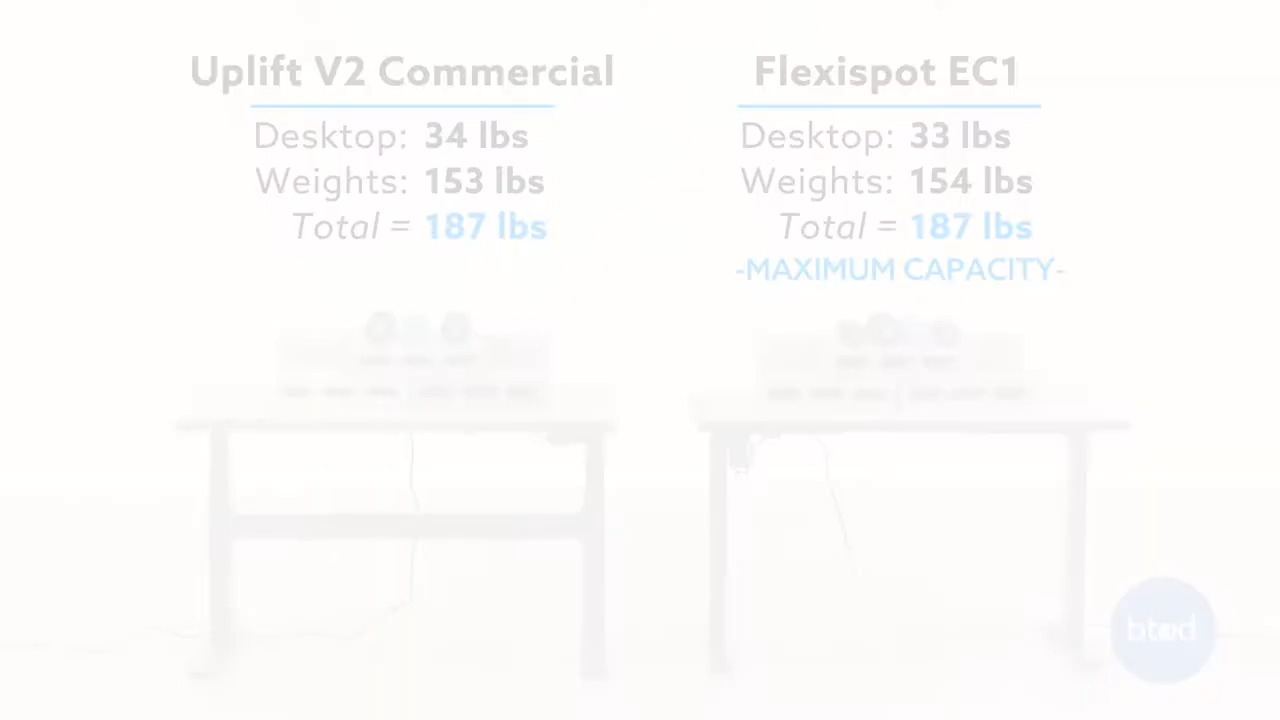 Uplift V2 Commercial
Desktop: 34 lbs
Weights: 153 lbs
Total = 187 lbs
Flexispot EC1
Desktop: 33 lbs
Weights: 154 lbs
Total = 187 lbs
-MAXIMUM CAPACITY-
btod